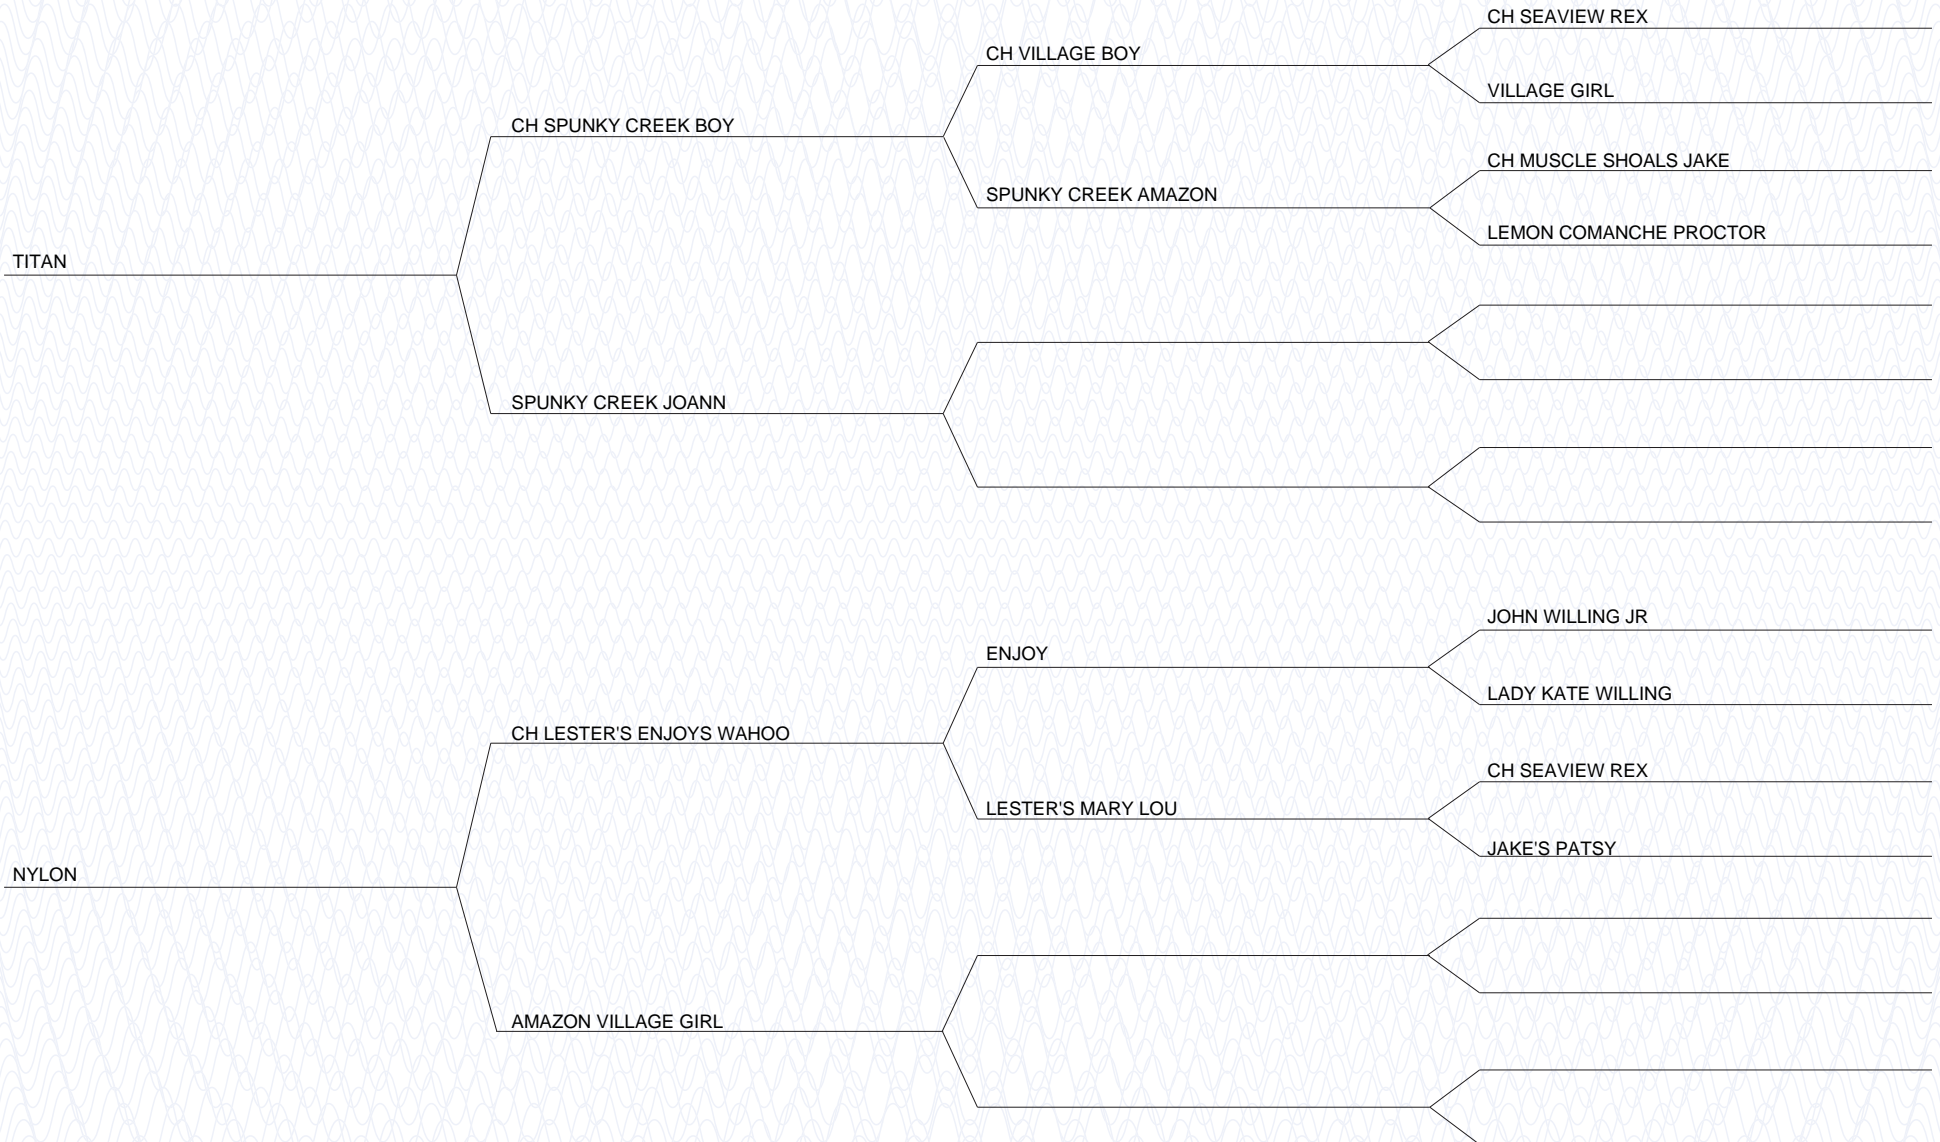 CH SEAVIEW REX
CH VILLAGE BOY
VILLAGE GIRL
CH SPUNKY CREEK BOY
CH MUSCLE SHOALS JAKE
SPUNKY CREEK AMAZON
LEMON COMANCHE PROCTOR
TITAN
SPUNKY CREEK JOANN
JOHN WILLING JR
ENJOY
LADY KATE WILLING
CH LESTER'S ENJOYS WAHOO
CH SEAVIEW REX
LESTER'S MARY LOU
JAKE'S PATSY
NYLON
AMAZON VILLAGE GIRL